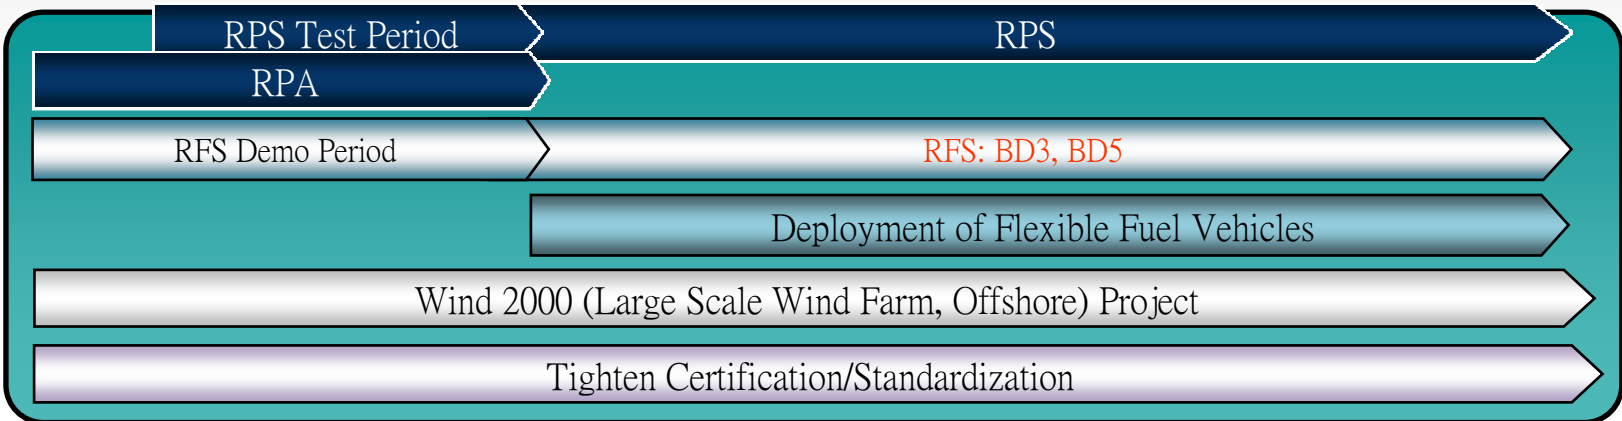 RPS Test Period
RPS
RPA
RFS Demo Period
RFS: BD3, BD5
Deployment of Flexible Fuel Vehicles
Wind 2000 (Large Scale Wind Farm, Offshore) Project
Tighten Certification/Standardization